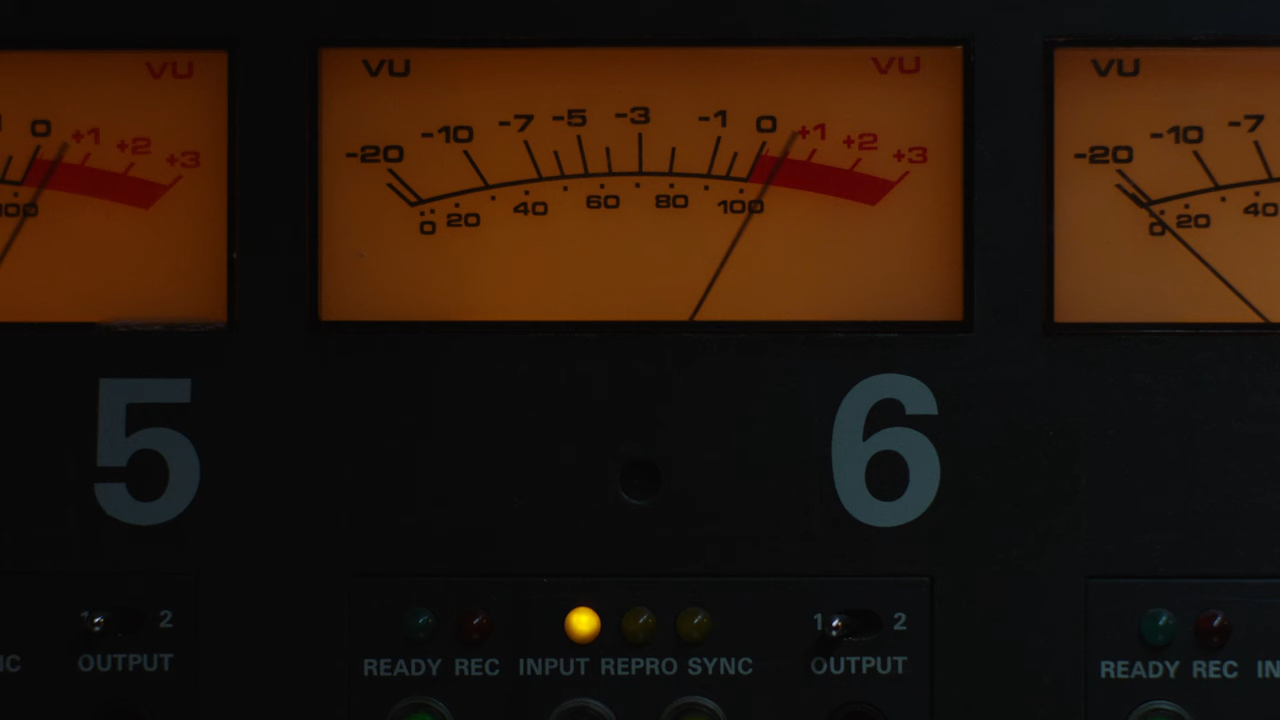 VU
0 +1 +2 +3
100
VU VU
-20 -10 -7 -5 -3 -1 0 +1 +2 +3
0 20 40 60 80 100
VU
-20 -10 -7
0 20 40
5
6
1 2
OUTPUT
1 2
READY REC INPUT REPRO SYNC OUTPUT
READY REC